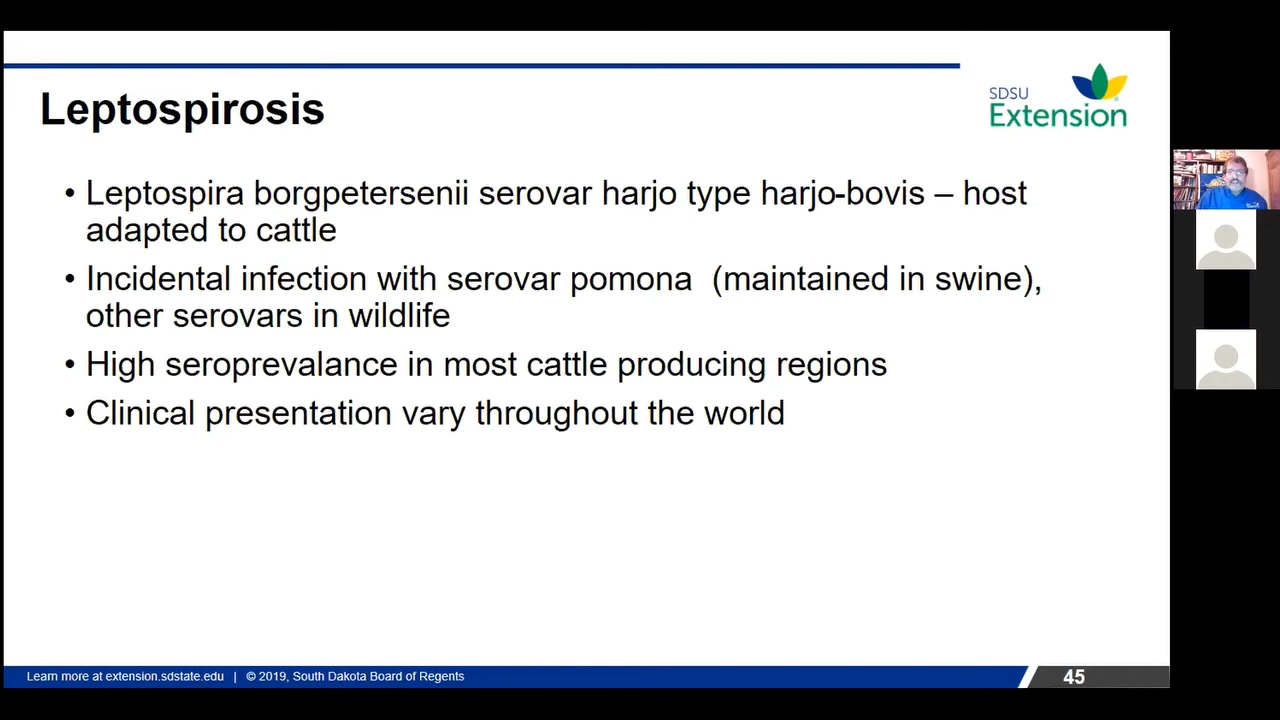 SDSU
Extension
Leptospirosis
• Leptospira borgpetersenii serovar harjo type harjo-bovis – host
adapted to cattle
• Incidental infection with serovar pomona (maintained in swine),
other serovars in wildlife
• High seroprevalance in most cattle producing regions
• Clinical presentation vary throughout the world
Learn more at extension.sdstate.edu | © 2019, South Dakota Board of Regents
45